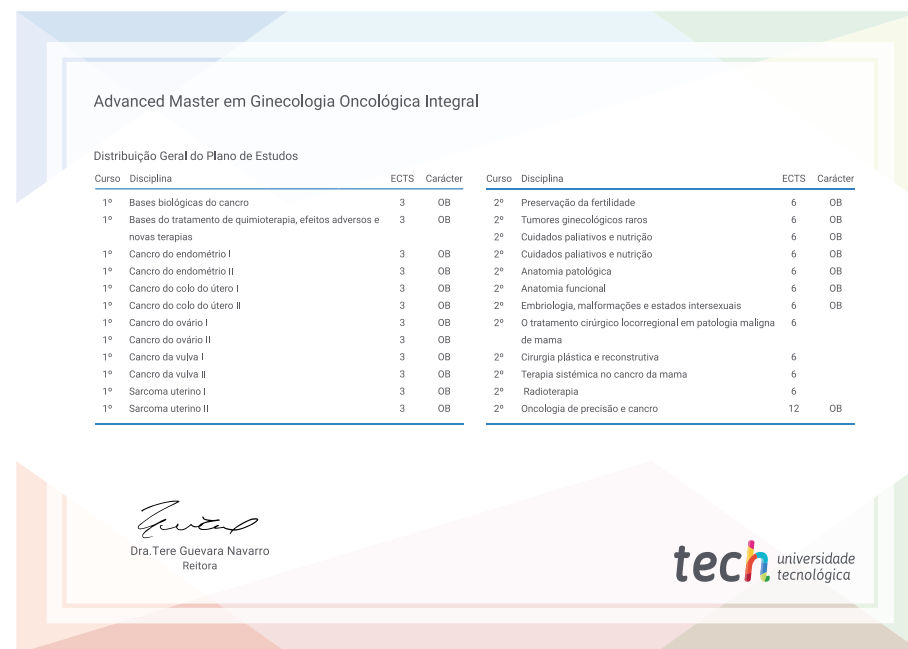 Advanced Master em Ginecologia Oncológica Integral
Distribuição Geral do Plano de Estudos
Curso Disciplina ECTS Carácter
1º Bases biológicas do cancro 3 OB
1º Bases do tratamento de quimioterapia, efeitos adversos e 3 OB
novas terapias
1º Cancro do endométrio I 3 OB
1º Cancro do endométrio II 3 OB
1º Cancro do colo do útero I 3 OB
1º Cancro do colo do útero II 3 OB
1º Cancro do ovário I 3 OB
1º Cancro do ovário II 3 OB
1º Cancro da vulva I 3 OB
1º Cancro da vulva II 3 OB
1º Sarcoma uterino I 3 OB
1º Sarcoma uterino II 3 OB
Curso Disciplina ECTS Carácter
2º Preservação da fertilidade 6 OB
2º Tumores ginecológicos raros 6 OB
2º Cuidados paliativos e nutrição 6 OB
2º Cuidados paliativos e nutrição 6 OB
2º Anatomia patológica 6 OB
2º Anatomia funcional 6 OB
2º Embriologia, malformações e estados intersexuais 6 OB
2º O tratamento cirúrgico locorregional em patologia maligna 6
de mama
2º Cirurgia plástica e reconstrutiva 6
2º Terapia sistémica no cancro da mama 6
2º Radioterapia 6
2º Oncologia de precisão e cancro 12 OB
Dra.Tere Guevara Navarro
Reitora
tech universidade
tecnológica